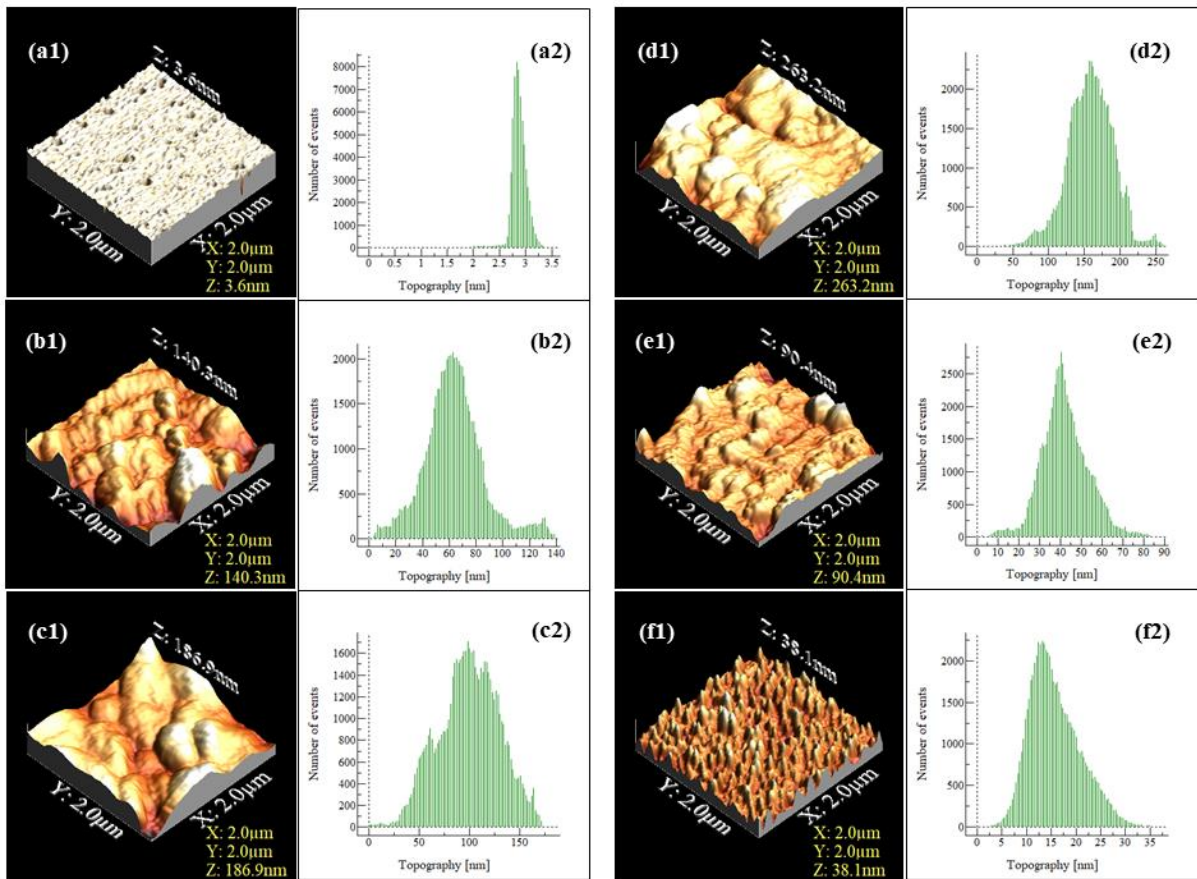 (a1)
Z: 3.6nm
Y: 2.0µm
X: 2.0µm
X: 2.0µm
Y: 2.0µm
Z: 3.6nm
(a2)
Number of events
8000
7000
6000
5000
4000
3000
2000
1000
0
0 0.5 1 1.5 2 2.5 3 3.5
Topography [nm]
(d1)
Z: 263.2nm
Y: 2.0µm
X: 2.0µm
X: 2.0µm
Y: 2.0µm
Z: 263.2nm
(d2)
Number of events
2000
1500
1000
500
0
0 50 100 150 200 250
Topography [nm]
(b1)
Z: 140.3nm
Y: 2.0µm
X: 2.0µm
X: 2.0µm
Y: 2.0µm
Z: 140.3nm
(b2)
Number of events
2000
1500
1000
500
0
0 20 40 60 80 100 120 140
Topography [nm]
(e1)
Z: 90.4nm
Y: 2.0µm
X: 2.0µm
X: 2.0µm
Y: 2.0µm
Z: 90.4nm
(e2)
Number of events
2500
2000
1500
1000
500
0
0 10 20 30 40 50 60 70 80 90
Topography [nm]
(c1)
Z: 186.9nm
Y: 2.0µm
X: 2.0µm
X: 2.0µm
Y: 2.0µm
Z: 186.9nm
(c2)
Number of events
1600
1400
1200
1000
800
600
400
200
0
0 50 100 150
Topography [nm]
(f1)
Z: 38.1nm
Y: 2.0µm
X: 2.0µm
X: 2.0µm
Y: 2.0µm
Z: 38.1nm
(f2)
Number of events
2000
1500
1000
500
0
0 5 10 15 20 25 30 35
Topography [nm]